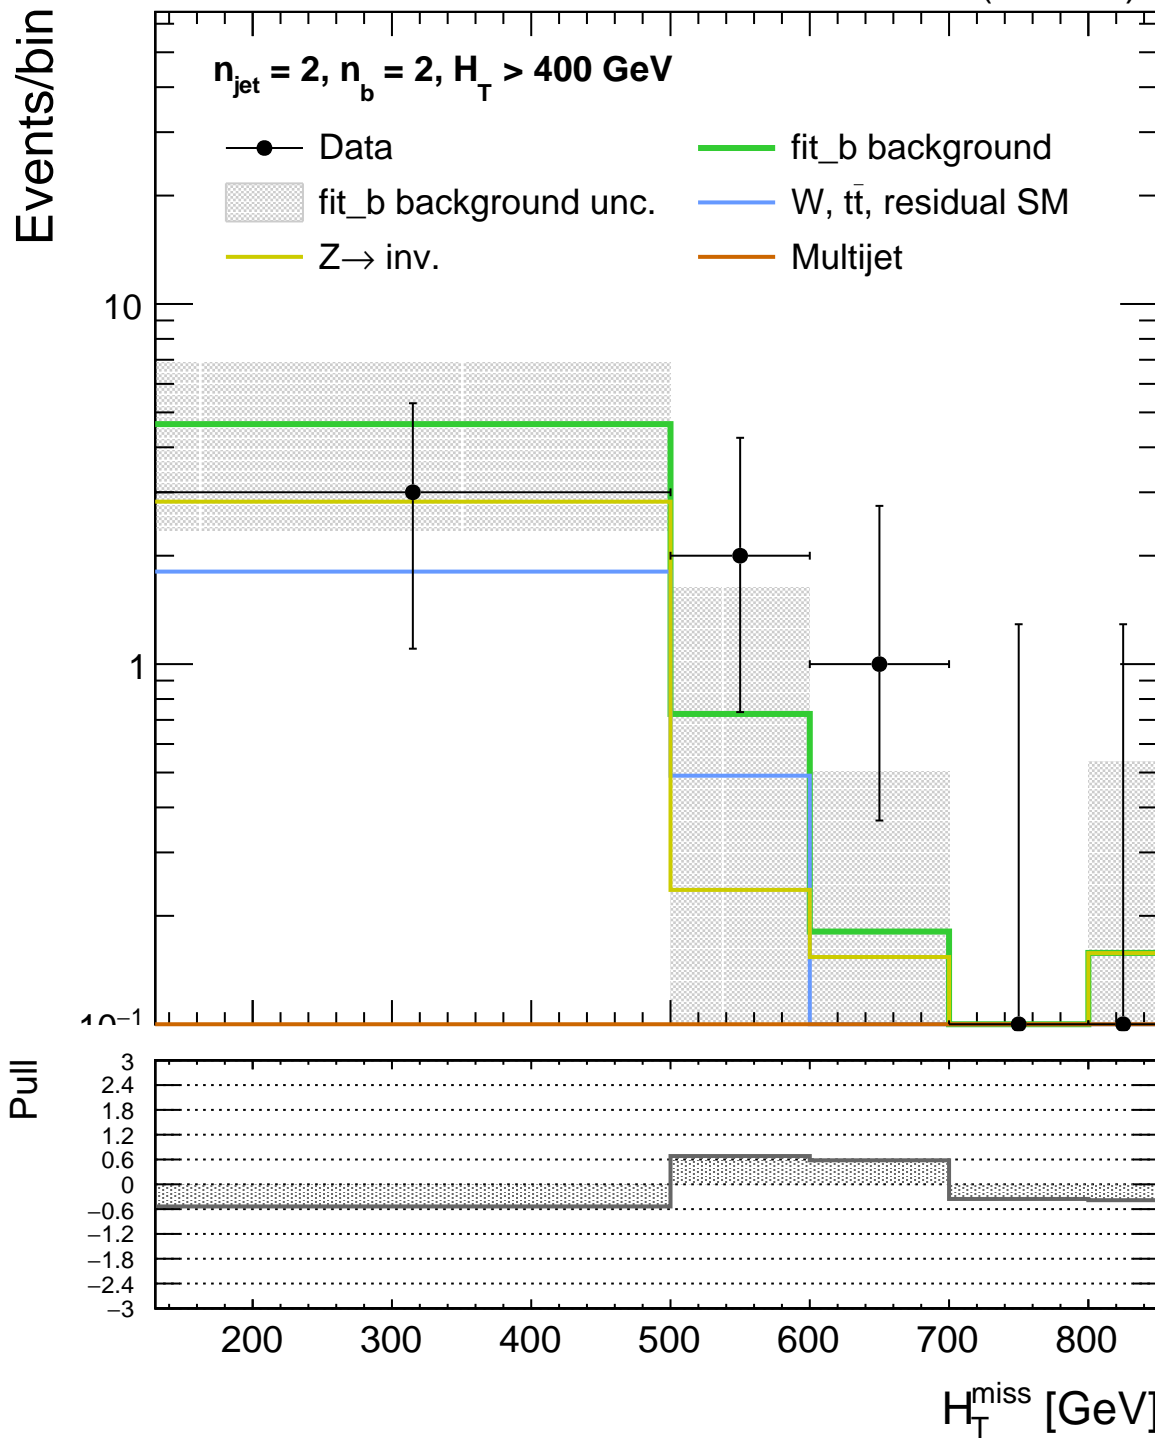 Events/bin
n_jet = 2, n_b = 2, H_T > 400 GeV
Data
fit_b background
fit_b background unc.
W, tt̄, residual SM
Z→ inv.
Multijet
10
1
10⁻¹
Pull
3
2.4
1.8
1.2
0.6
0
−0.6
−1.2
−1.8
−2.4
−3
200 300 400 500 600 700 800
H_T^miss [GeV]